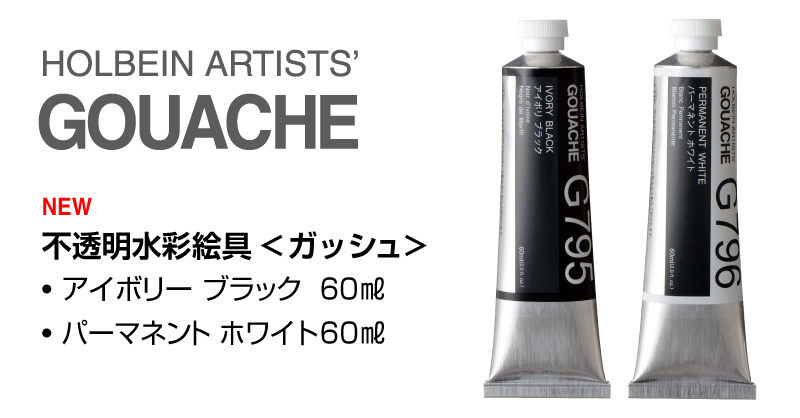 HOLBEIN ARTISTS'
GOUACHE
NEW
不透明水彩絵具＜ガッシュ＞
• アイボリー ブラック 60㎖
• パーマネント ホワイト60㎖
HOLBEIN ARTISTS'
GOUACHE
IVORY BLACK
アイボリ ブラック
Noir d'ivoire
Negro de Marfil
G795
60ml(2.0 fl oz.)
HOLBEIN ARTISTS'
GOUACHE
PERMANENT WHITE
パーマネント ホワイト
Blanc Permanent
Blanco Permanente
G796
60ml(2.0 fl oz.)